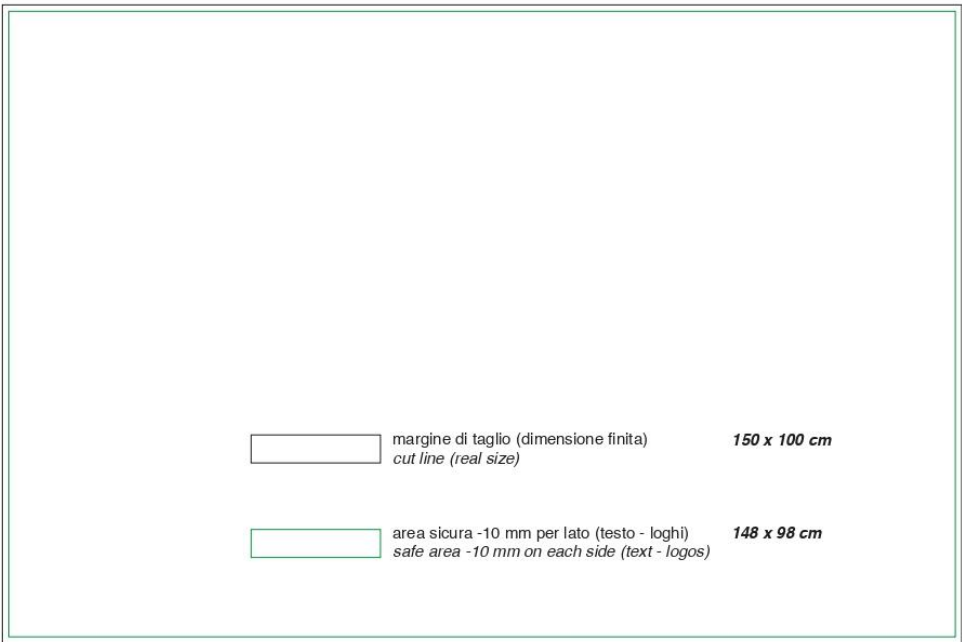 margine di taglio (dimensione finita) 150 x 100 cm
cut line (real size)
area sicura -10 mm per lato (testo - loghi) 148 x 98 cm
safe area -10 mm on each side (text - logos)